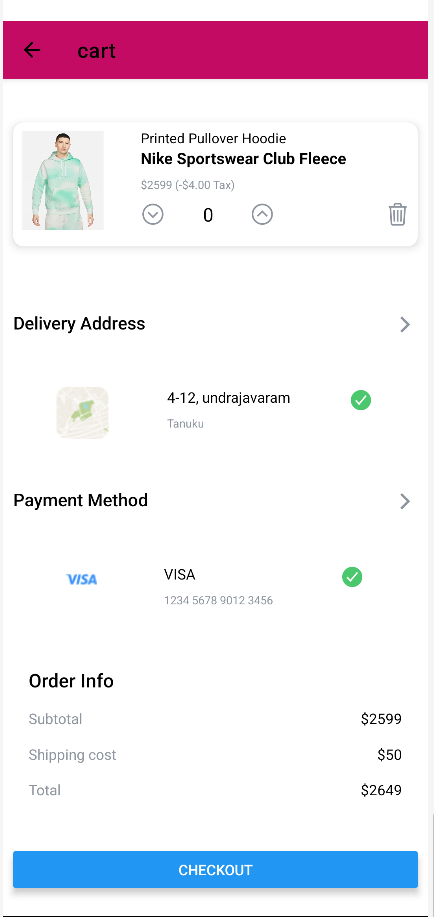 cart
Printed Pullover Hoodie
Nike Sportswear Club Fleece
$2599 (-$4.00 Tax)
0
Delivery Address
4-12, undrajavaram
Tanuku
Payment Method
VISA VISA
1234 5678 9012 3456
Order Info
Subtotal $2599
Shipping cost $50
Total $2649
CHECKOUT